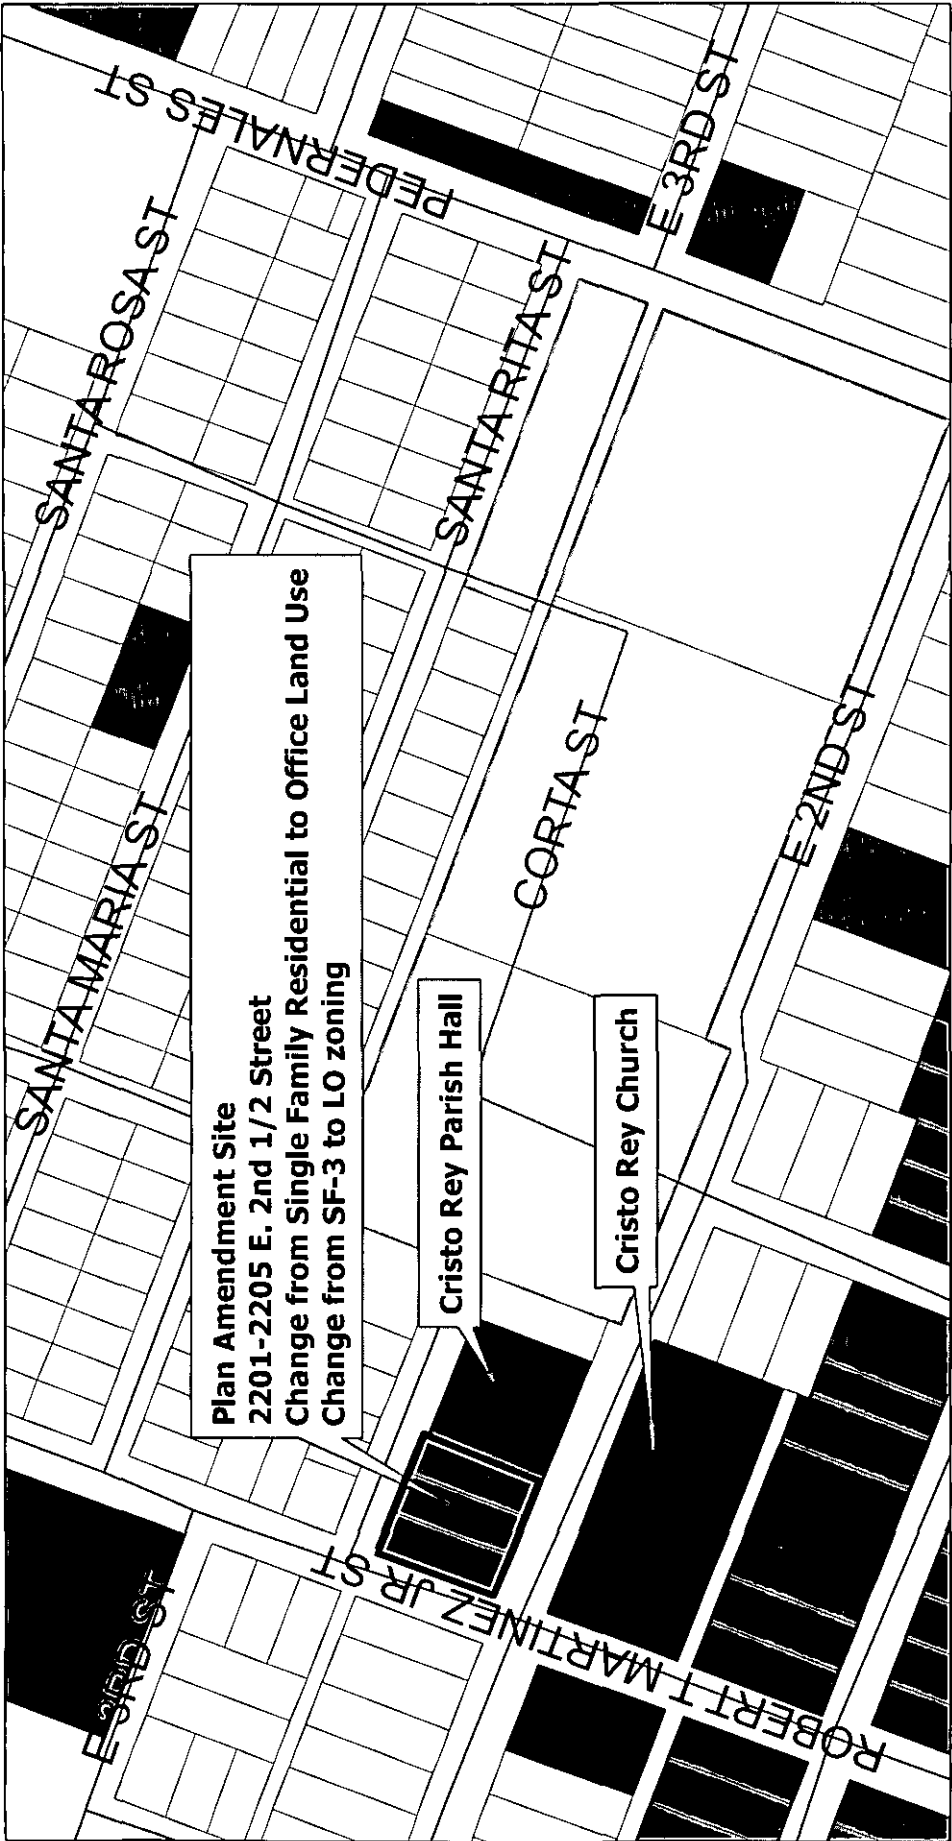 PEDERNALES ST
SANTA ROSA ST
E 3RD ST
SANTA RITA ST
SANTA MARIA ST
CORTA ST
E 2ND ST
Plan Amendment Site
2201-2205 E. 2nd 1/2 Street
Change from Single Family Residential to Office Land Use
Change from SF-3 to LO zoning
Cristo Rey Parish Hall
Cristo Rey Church
E 3RD ST
ROBERT T MARTINEZ JR ST